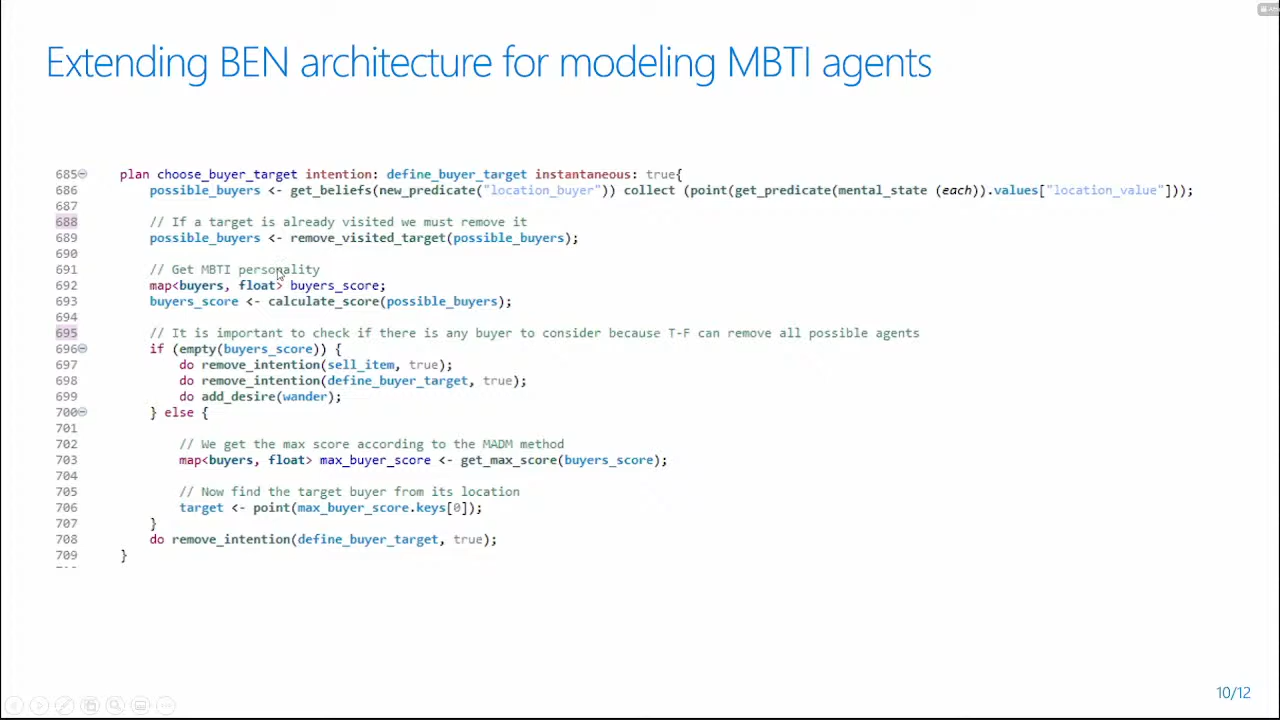 Extending BEN architecture for modeling MBTI agents
685 plan choose_buyer_target intention: define_buyer_target instantaneous: true{
686 possible_buyers <- get_beliefs(new_predicate("location_buyer")) collect (point(get_predicate(mental_state (each)).values["location_value"]));
687
688 // If a target is already visited we must remove it
689 possible_buyers <- remove_visited_target(possible_buyers);
690
691 // Get MBTI personality
692 map<buyers, float> buyers_score;
693 buyers_score <- calculate_score(possible_buyers);
694
695 // It is important to check if there is any buyer to consider because T-F can remove all possible agents
696 if (empty(buyers_score)) {
697 do remove_intention(sell_item, true);
698 do remove_intention(define_buyer_target, true);
699 do add_desire(wander);
700 } else {
701
702 // We get the max score according to the MADM method
703 map<buyers, float> max_buyer_score <- get_max_score(buyers_score);
704
705 // Now find the target buyer from its location
706 target <- point(max_buyer_score.keys[0]);
707 }
708 do remove_intention(define_buyer_target, true);
709 }
10/12